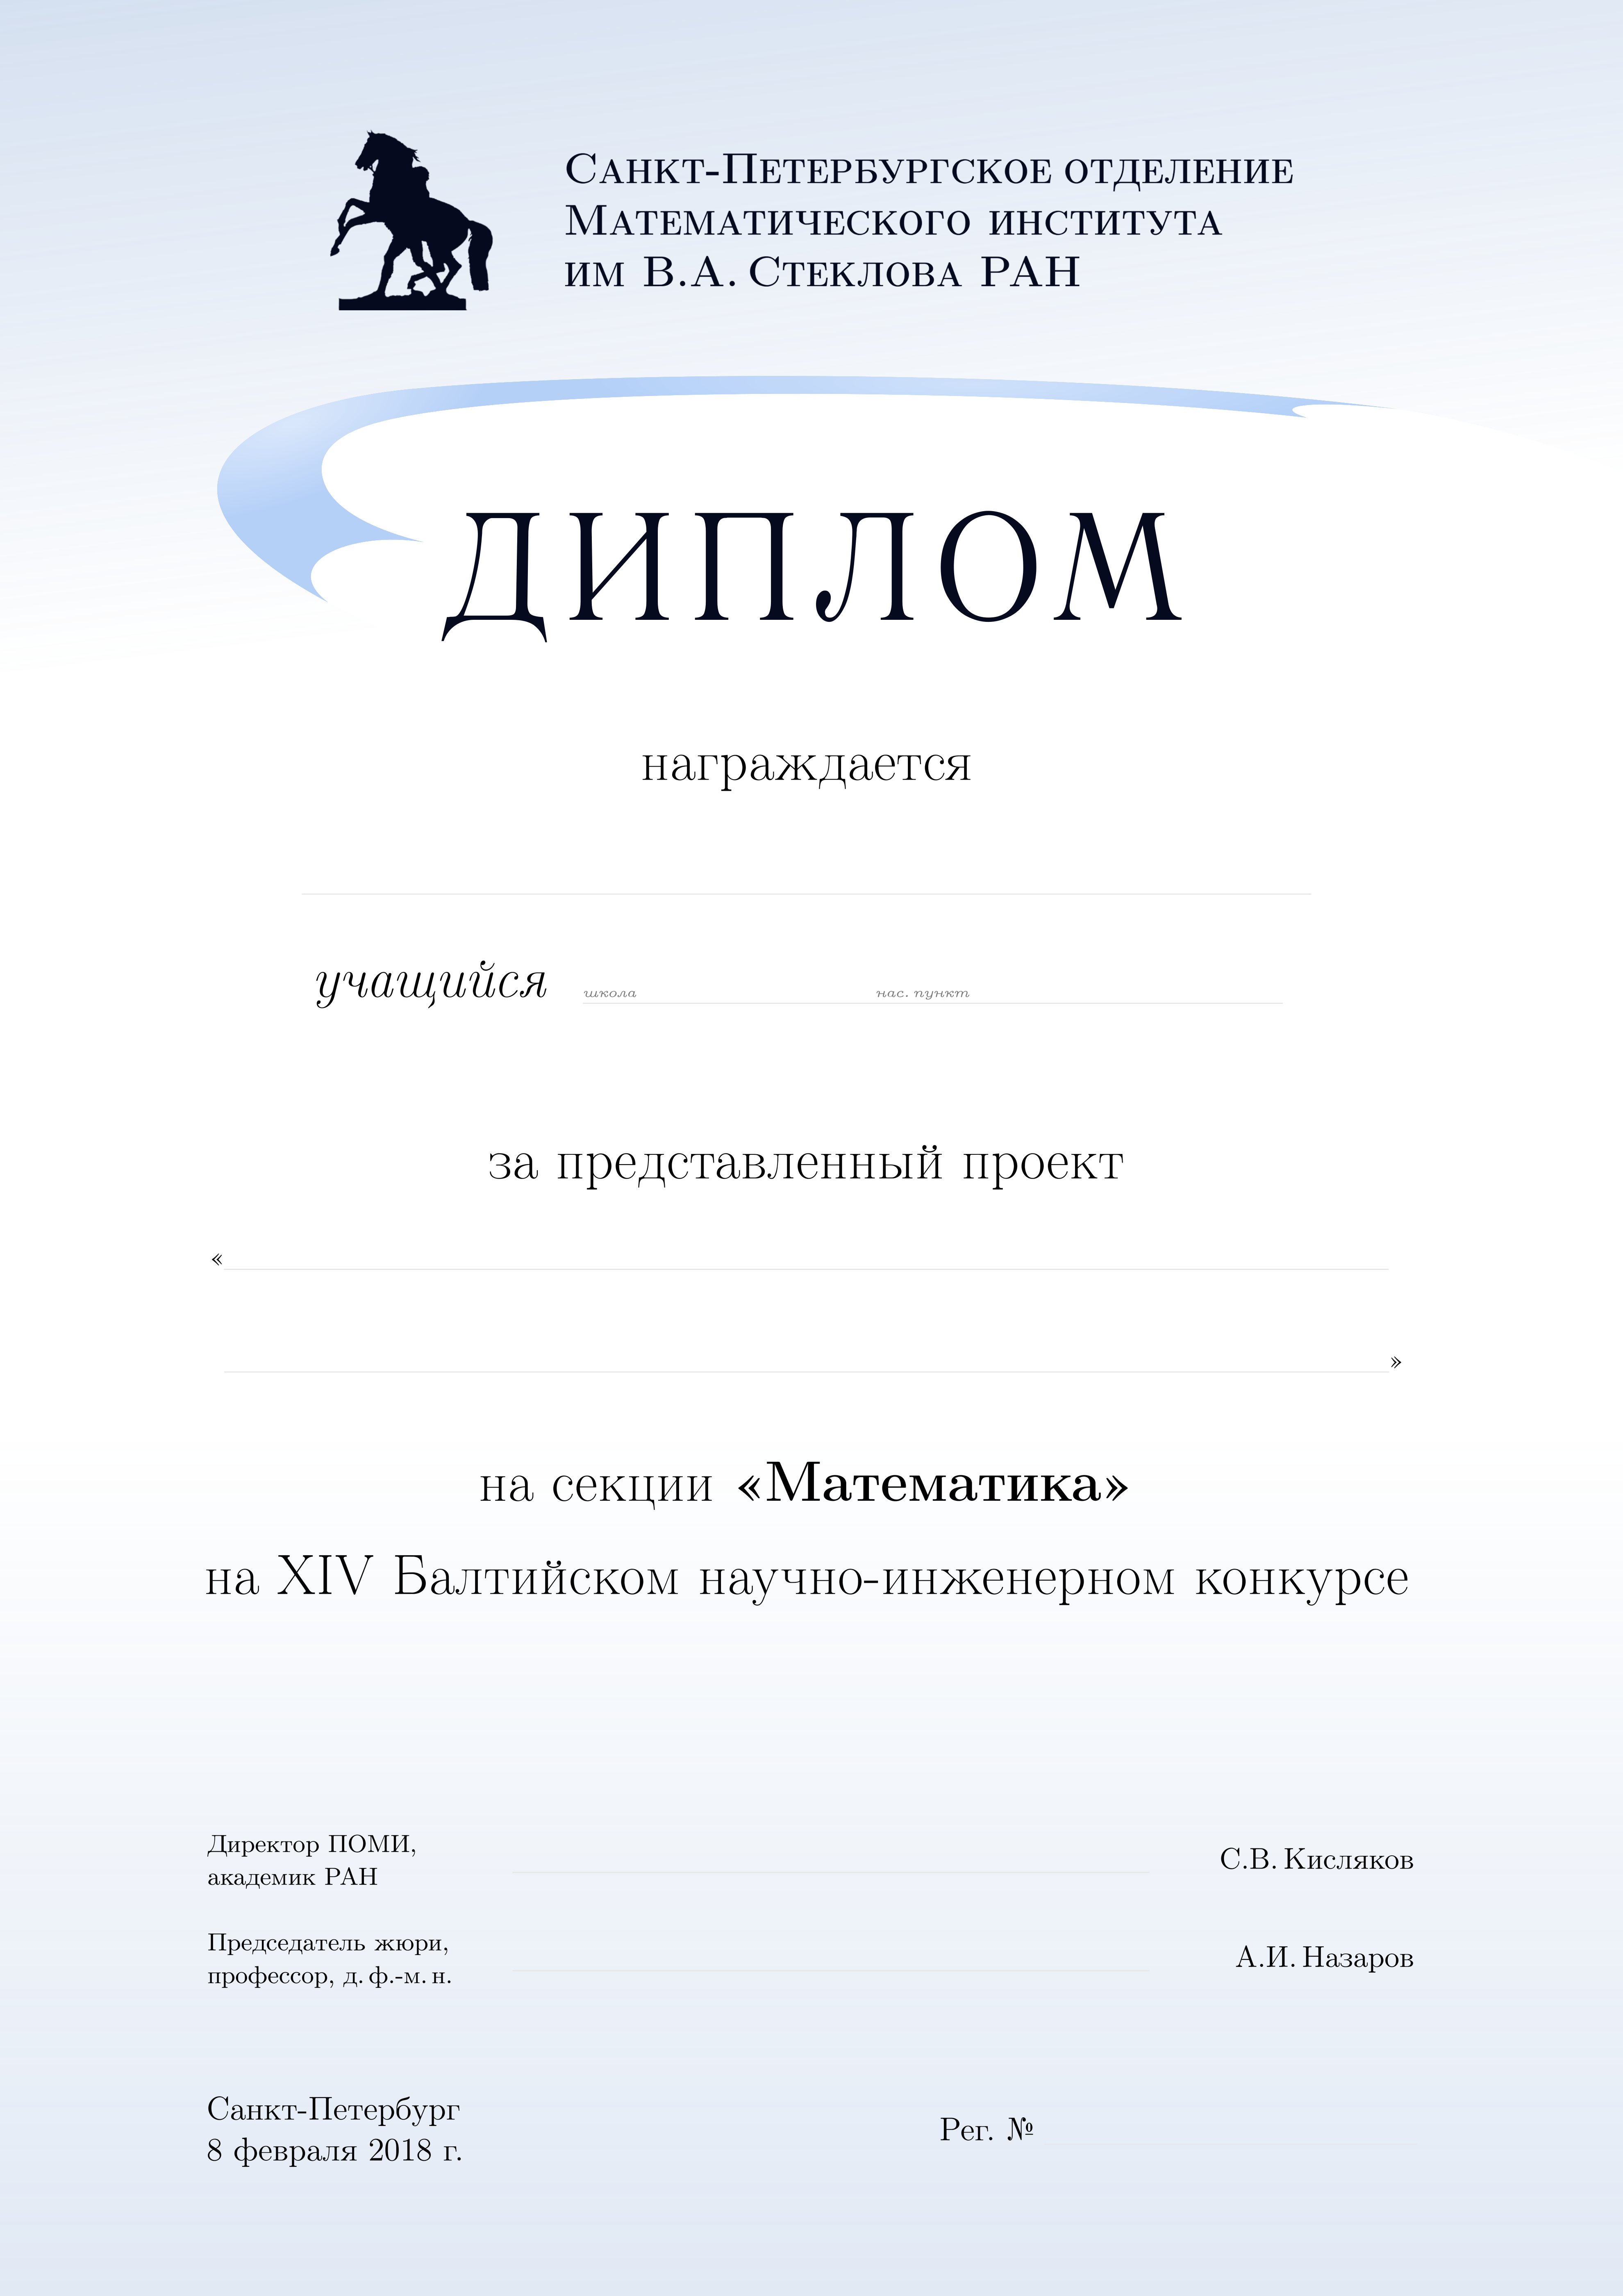 Санкт-Петербургское отделение
Математического института
им В.А. Стеклова РАН
ДИПЛОМ
награждается
учащийся школа нас. пункт
за представленный проект
«
»
на секции «Математика»
на XIV Балтийском научно-инженерном конкурсе
Директор ПОМИ,
академик РАН
С.В. Кисляков
Председатель жюри,
профессор, д. ф.-м. н.
А.И. Назаров
Санкт-Петербург
8 февраля 2018 г.
Рег. №